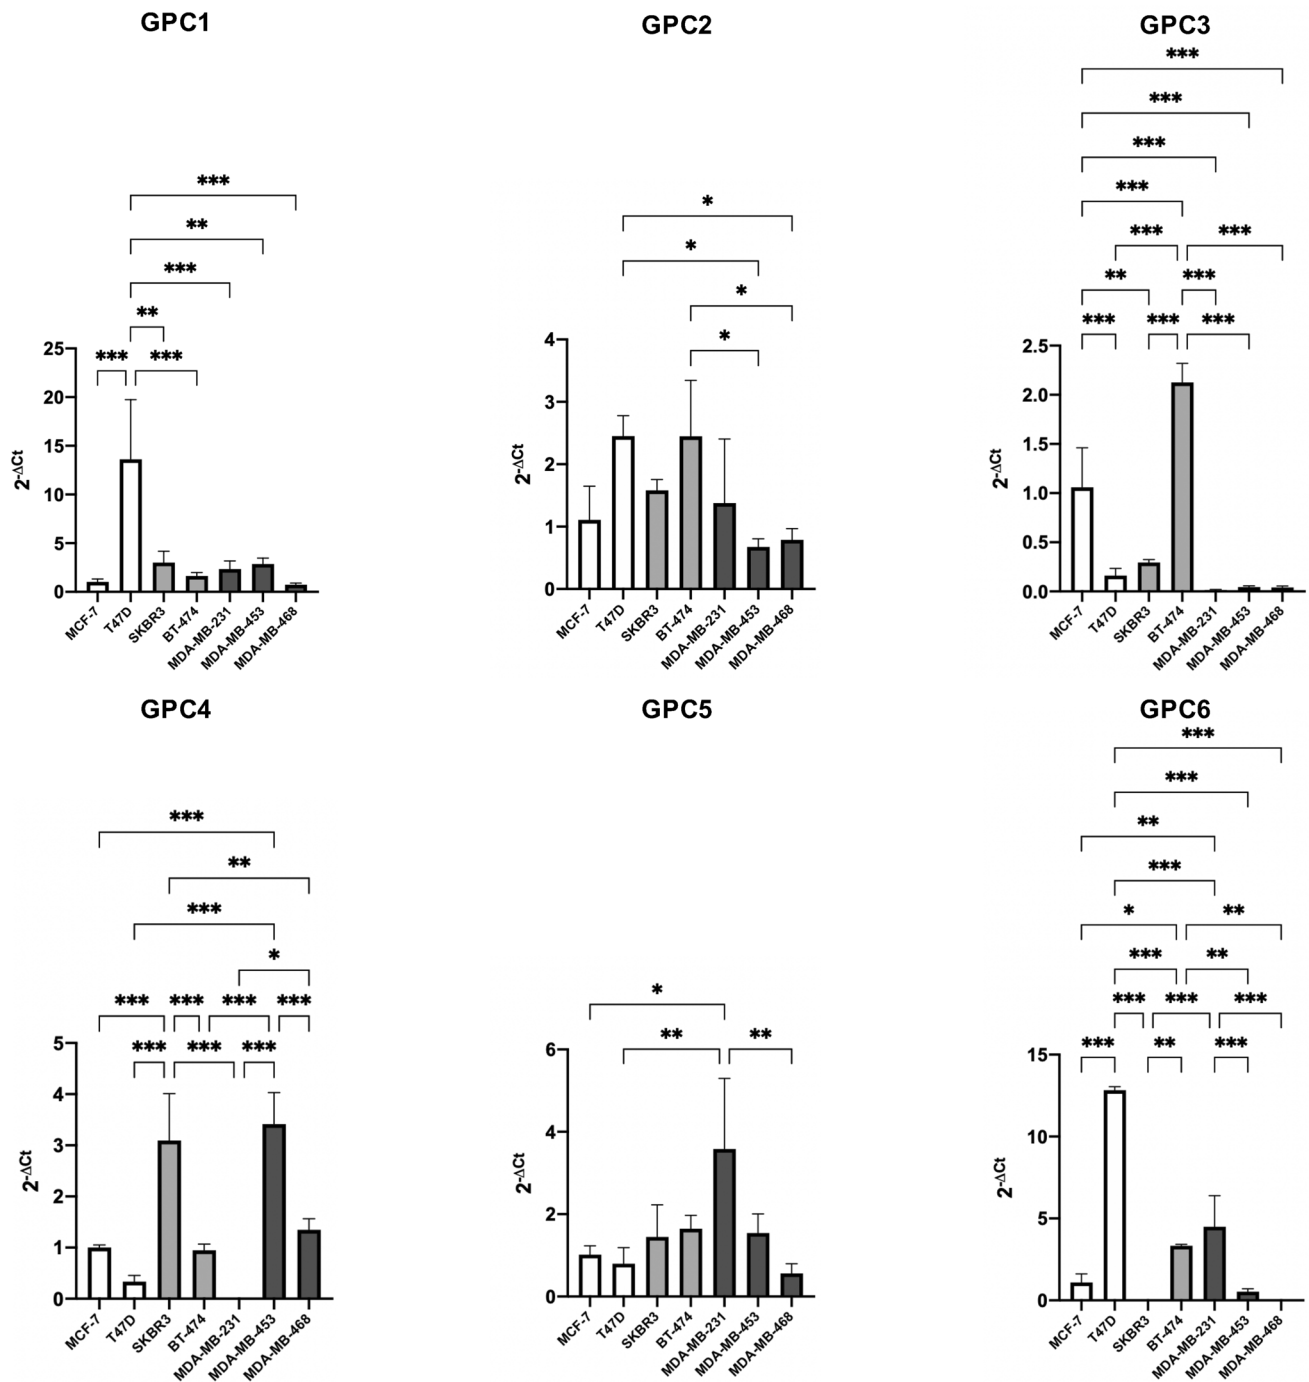 GPC1
***
**
***
**
***
***
25
20
15
10
5
0
2-ΔCt
MCF-7
T47D
SKBR3
BT-474
MDA-MB-231
MDA-MB-453
MDA-MB-468
GPC2
*
*
*
*
4
3
2
1
0
2-ΔCt
MCF-7
T47D
SKBR3
BT-474
MDA-MB-231
MDA-MB-453
MDA-MB-468
GPC3
***
***
***
***
*** ***
** ***
*** *** ***
2.5
2.0
1.5
1.0
0.5
0.0
2-ΔCt
MCF-7
T47D
SKBR3
BT-474
MDA-MB-231
MDA-MB-453
MDA-MB-468
GPC4
***
**
***
*
*** *** *** ***
*** *** ***
5
4
3
2
1
0
2-ΔCt
MCF-7
T47D
SKBR3
BT-474
MDA-MB-231
MDA-MB-453
MDA-MB-468
GPC5
*
** **
6
4
2
0
2-ΔCt
MCF-7
T47D
SKBR3
BT-474
MDA-MB-231
MDA-MB-453
MDA-MB-468
GPC6
***
***
**
***
* **
*** **
*** *** ***
*** ** ***
15
10
5
0
2-ΔCt
MCF-7
T47D
SKBR3
BT-474
MDA-MB-231
MDA-MB-453
MDA-MB-468